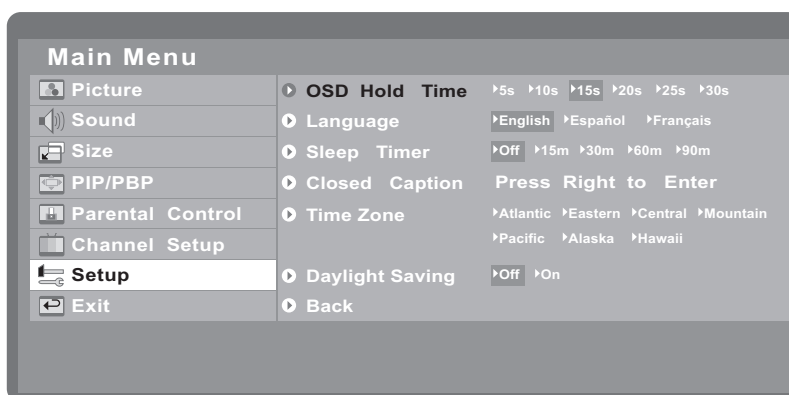 Main Menu
Picture
Sound
Size
PIP/PBP
Parental Control
Channel Setup
Setup
Exit
OSD Hold Time 5s 10s 15s 20s 25s 30s
Language English Español Français
Sleep Timer Off 15m 30m 60m 90m
Closed Caption Press Right to Enter
Time Zone Atlantic Eastern Central Mountain
Pacific Alaska Hawaii
Daylight Saving Off On
Back